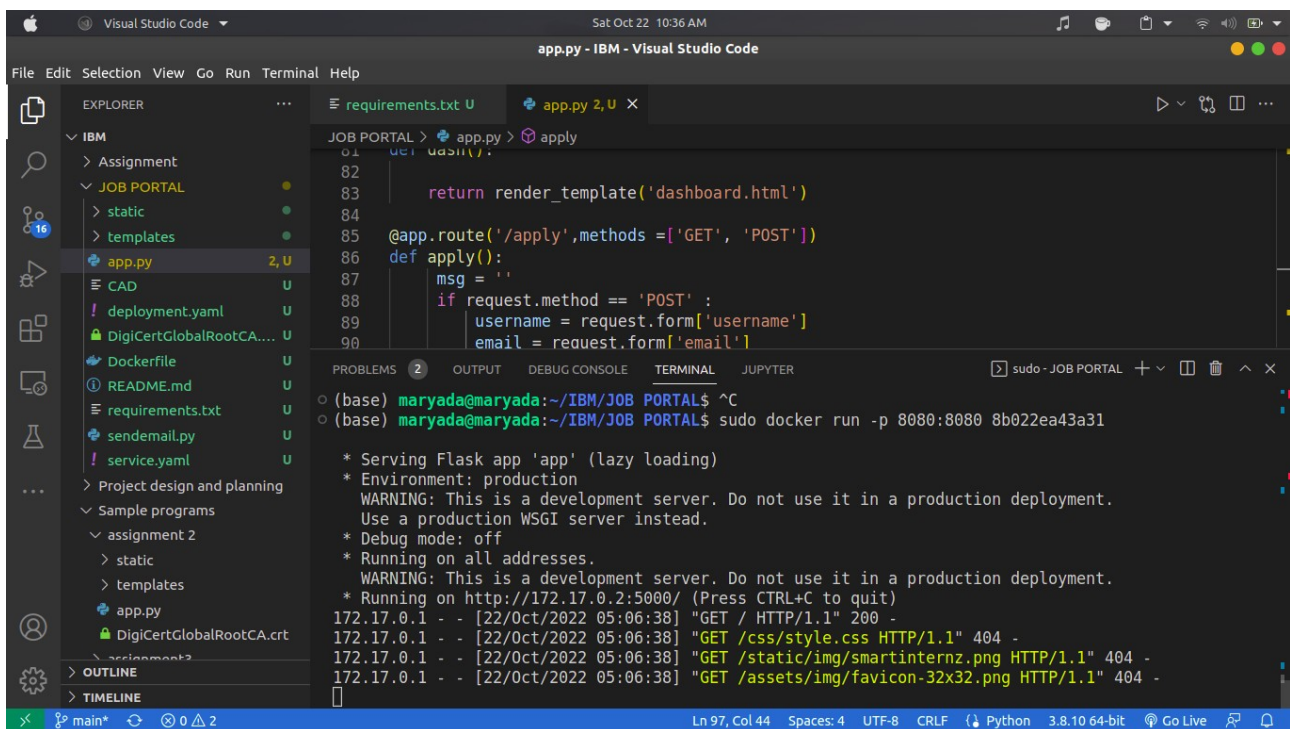 Visual Studio Code
Sat Oct 22 10:36 AM
app.py - IBM - Visual Studio Code
File Edit Selection View Go Run Terminal Help
EXPLORER
IBM
Assignment
JOB PORTAL
static
templates
app.py 2, U
CAD U
deployment.yaml U
DigiCertGlobalRootCA.... U
Dockerfile U
README.md U
requirements.txt U
sendemail.py U
service.yaml U
Project design and planning
Sample programs
assignment 2
static
templates
app.py
DigiCertGlobalRootCA.crt
assignment3
OUTLINE
TIMELINE
16
requirements.txt U app.py 2, U
JOB PORTAL > app.py > apply
81 def dash():
82
83 return render_template('dashboard.html')
84
85 @app.route('/apply',methods =['GET', 'POST'])
86 def apply():
87 msg = ''
88 if request.method == 'POST' :
89 username = request.form['username']
90 email = request.form['email']
PROBLEMS 2 OUTPUT DEBUG CONSOLE TERMINAL JUPYTER sudo - JOB PORTAL
(base) maryada@maryada:~/IBM/JOB PORTAL$ ^C
(base) maryada@maryada:~/IBM/JOB PORTAL$ sudo docker run -p 8080:8080 8b022ea43a31
* Serving Flask app 'app' (lazy loading)
* Environment: production
WARNING: This is a development server. Do not use it in a production deployment.
Use a production WSGI server instead.
* Debug mode: off
* Running on all addresses.
WARNING: This is a development server. Do not use it in a production deployment.
* Running on http://172.17.0.2:5000/ (Press CTRL+C to quit)
172.17.0.1 - - [22/Oct/2022 05:06:38] "GET / HTTP/1.1" 200 -
172.17.0.1 - - [22/Oct/2022 05:06:38] "GET /css/style.css HTTP/1.1" 404 -
172.17.0.1 - - [22/Oct/2022 05:06:38] "GET /static/img/smartinternz.png HTTP/1.1" 404 -
172.17.0.1 - - [22/Oct/2022 05:06:38] "GET /assets/img/favicon-32x32.png HTTP/1.1" 404 -
main* 0 2 Ln 97, Col 44 Spaces: 4 UTF-8 CRLF Python 3.8.10 64-bit Go Live